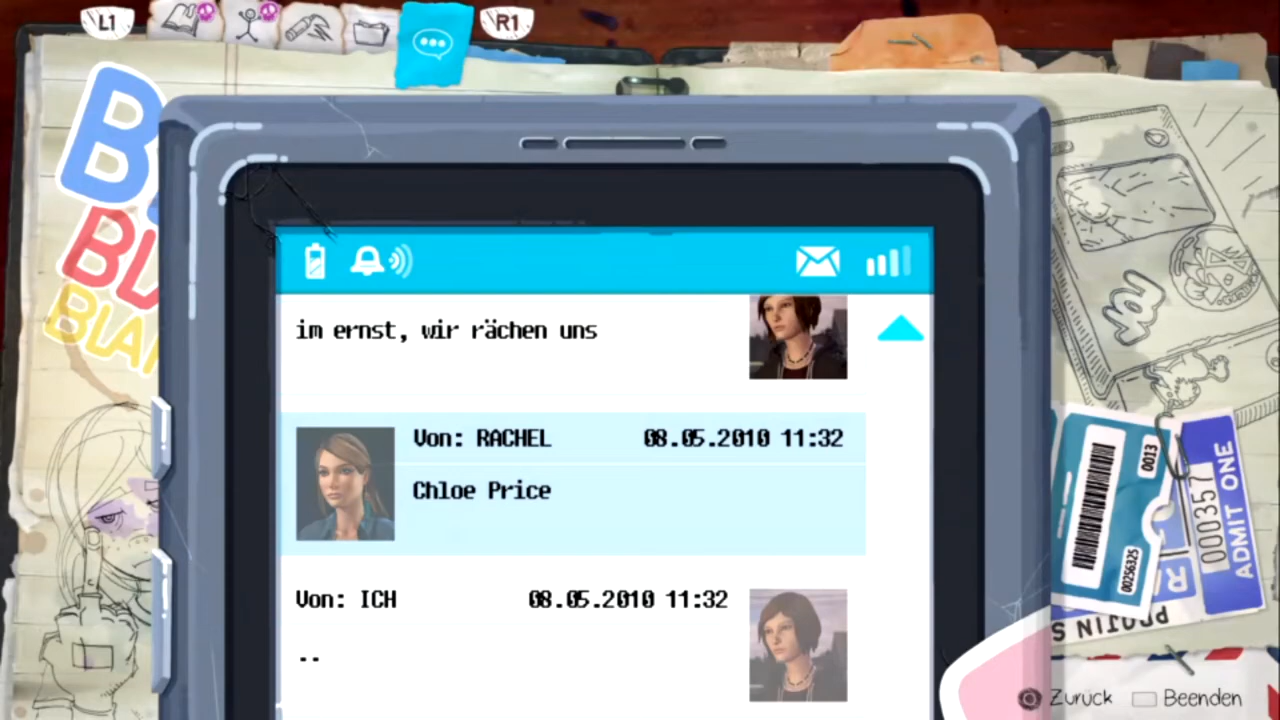 L1
R1
im ernst, wir rächen uns
Von: RACHEL 08.05.2010 11:32
Chloe Price
Von: ICH 08.05.2010 11:32
..
0013
00256325
000357
ADMIT ONE
Zurück
Beenden